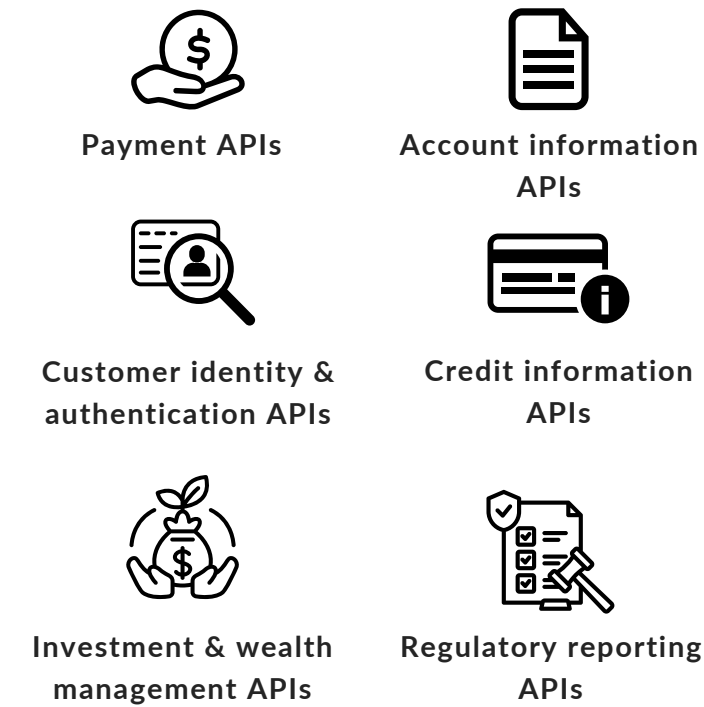 Payment APIs
Account information
APIs
Customer identity &
authentication APIs
Credit information
APIs
Investment & wealth
management APIs
Regulatory reporting
APIs